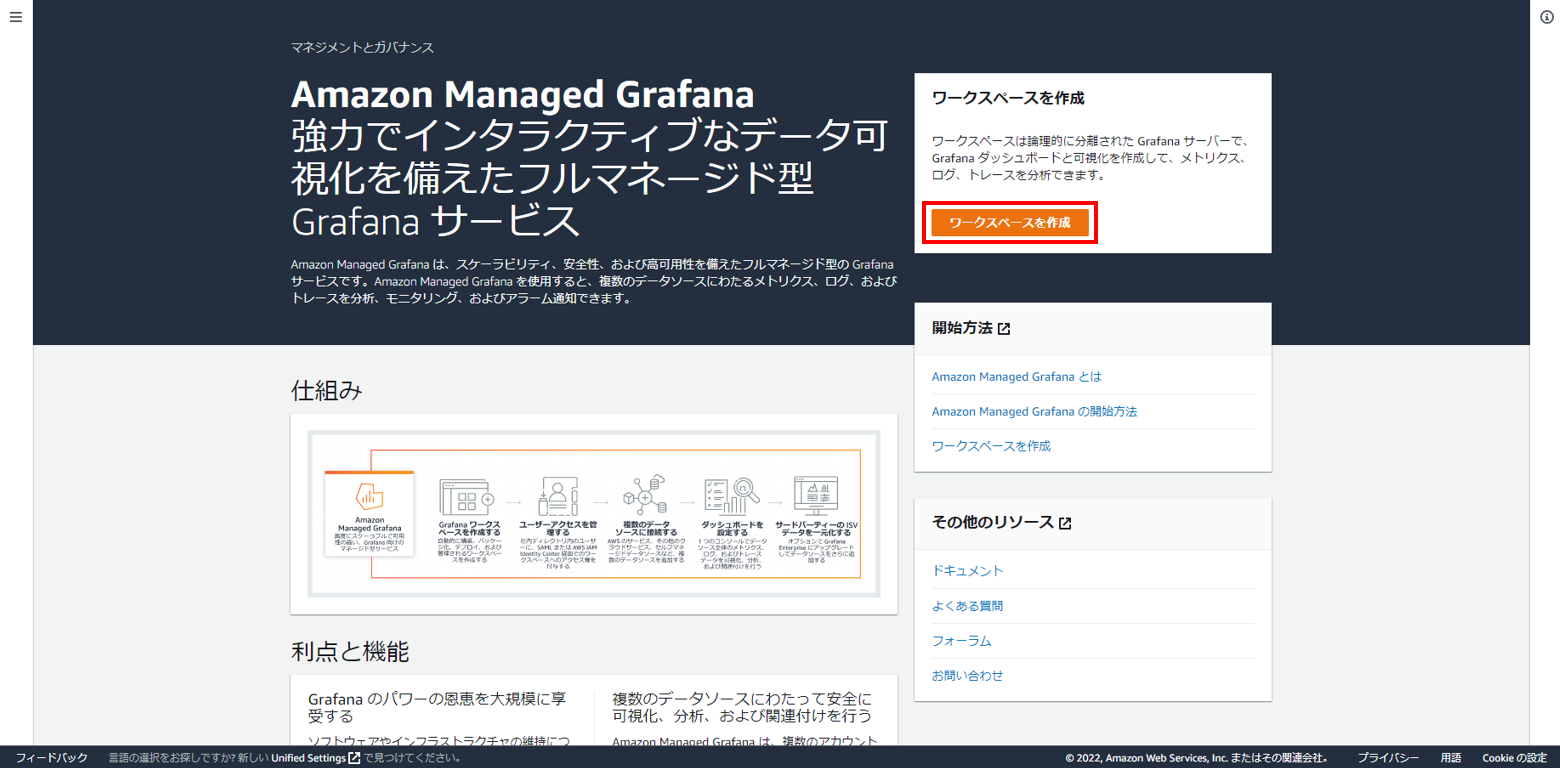 マネジメントとガバナンス
Amazon Managed Grafana
強力でインタラクティブなデータ可
視化を備えたフルマネージド型
Grafana サービス
Amazon Managed Grafana は、スケーラビリティ、安全性、および高可用性を備えたフルマネージド型の Grafana
サービスです。Amazon Managed Grafana を使用すると、複数のデータソースにわたるメトリクス、ログ、および
トレースを分析、モニタリング、およびアラーム通知できます。
ワークスペースを作成
ワークスペースは論理的に分離された Grafana サーバーで、
Grafana ダッシュボードと可視化を作成して、メトリクス、
ログ、トレースを分析できます。
ワークスペースを作成
開始方法
Amazon Managed Grafana とは
Amazon Managed Grafana の開始方法
ワークスペースを作成
その他のリソース
ドキュメント
よくある質問
フォーラム
お問い合わせ
仕組み
Amazon
Managed Grafana
高度にスケーラブルで可用
性の高い、Grafana 向けの
マネージド型サービス
Grafana ワークス
ペースを作成する
自動的に構築、パッケー
ジ化、デプロイ、および
管理されるワークスペー
スを作成する
ユーザーアクセスを管
理する
社内ディレクトリ内のユーザ
ーに、SAML または AWS IAM
Identity Center 経由でのワー
クスペースへのアクセス権を
付与する
複数のデータ
ソースに接続する
AWS のサービス、その他のク
ラウドサービス、セルフマネ
ージドデータソースなど、複
数のデータソースを追加する
ダッシュボードを
設定する
1 つのコンソールでデータ
ソース全体のメトリクス、
ログ、およびトレース
データを可視化、分析、
および関連付けを行う
サードパーティーの ISV
データを一元化する
オプションで Grafana
Enterprise にアップグレード
してデータソースをさらに追
加する
利点と機能
Grafana のパワーの恩恵を大規模に享
受する
ソフトウェアやインフラストラクチャの維持につ
複数のデータソースにわたって安全に
可視化、分析、および関連付けを行う
Amazon Managed Grafana は、複数のアカウント
フィードバック
言語の選択をお探しですか? 新しい Unified Settings で見つけてください。
© 2022, Amazon Web Services, Inc. またはその関連会社。
プライバシー
用語
Cookie の設定